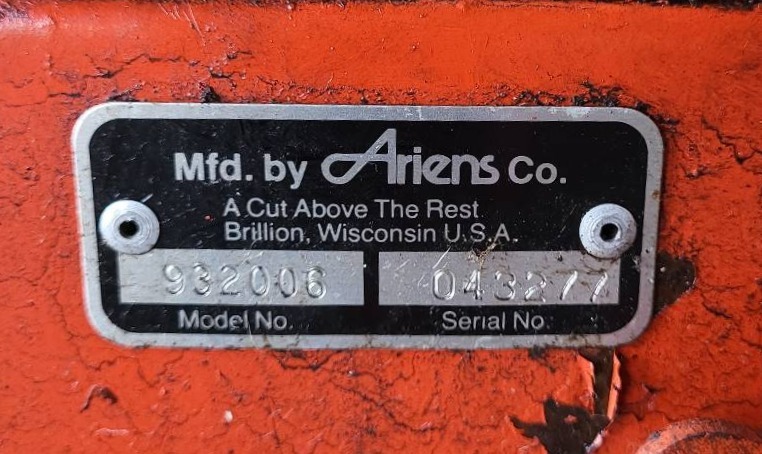 Mfd. by Ariens Co.
A Cut Above The Rest
Brillion, Wisconsin U.S.A.
932006 043277
Model No. Serial No.